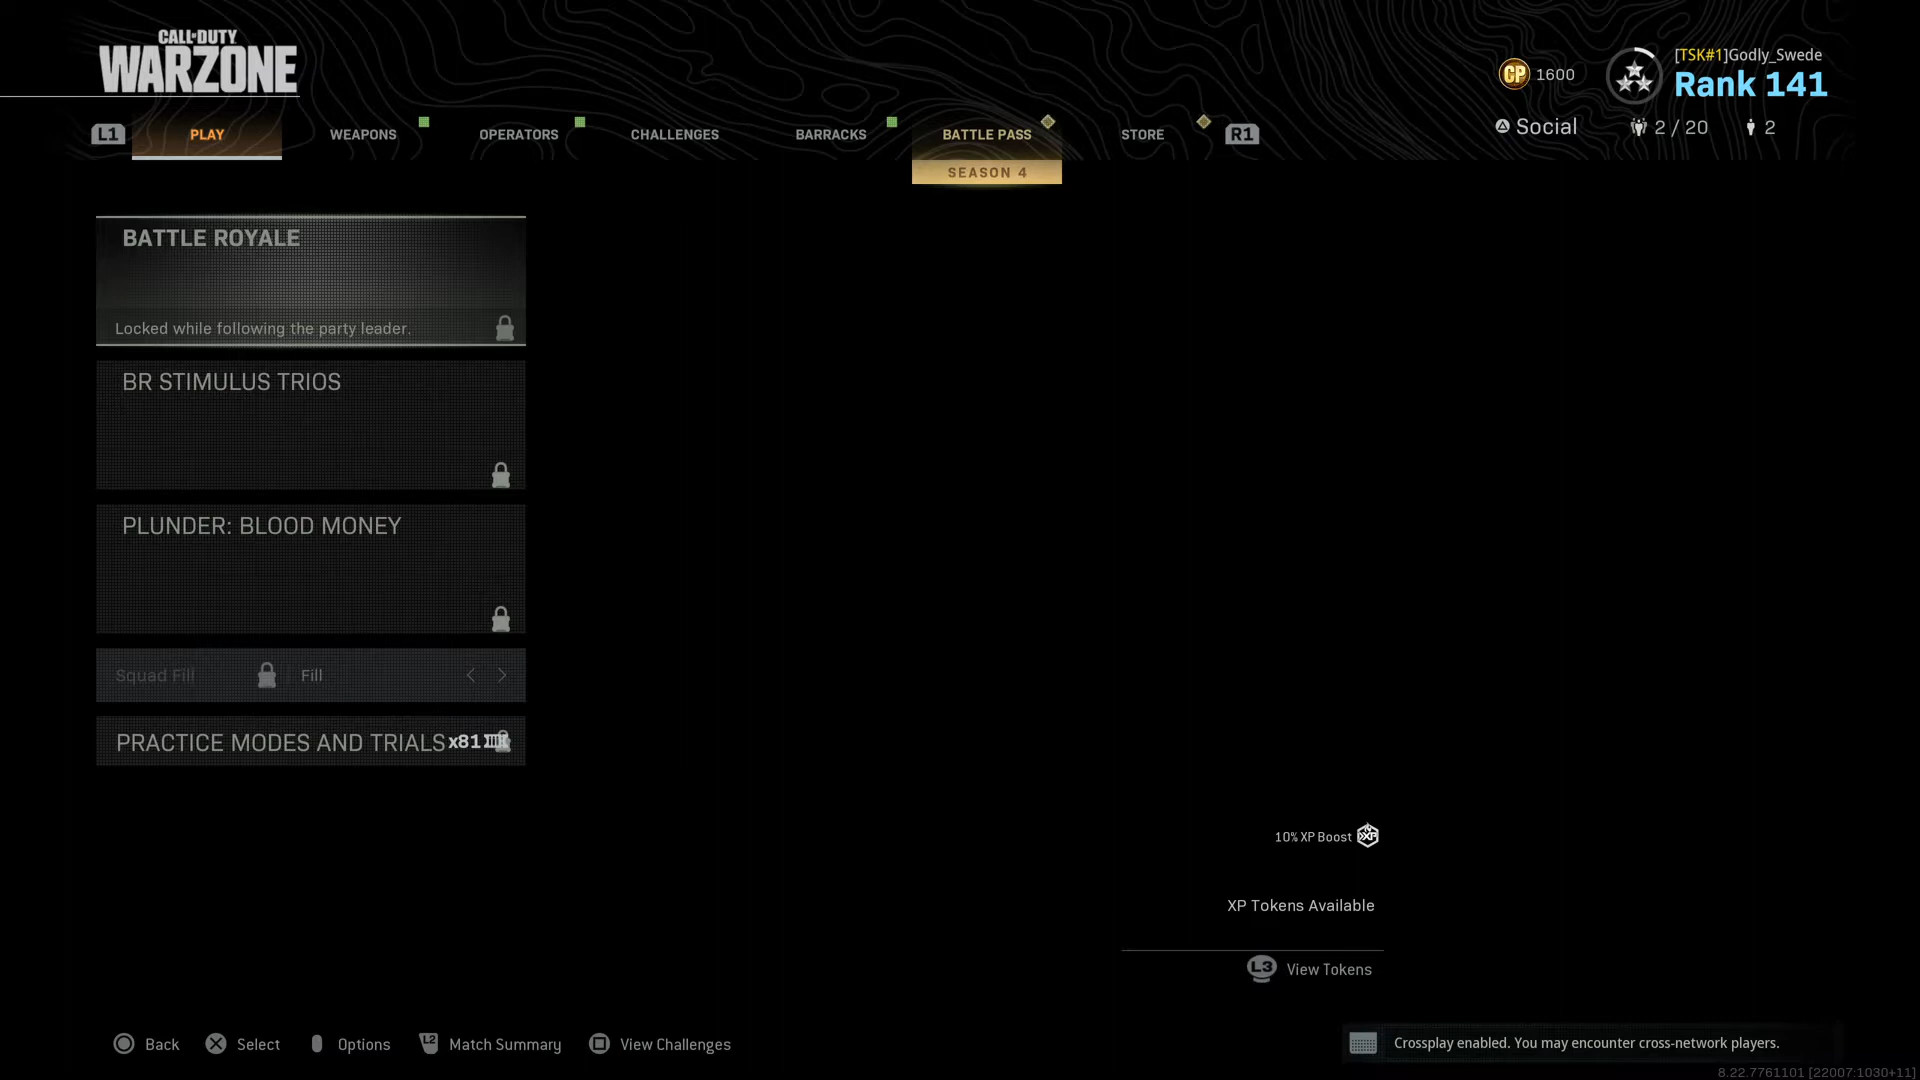 CALL OF DUTY
WARZONE
CP 1600
[TSK#1]Godly_Swede
Rank 141
Social
2 / 20
2
L1
PLAY
WEAPONS
OPERATORS
CHALLENGES
BARRACKS
BATTLE PASS
STORE
R1
SEASON 4
BATTLE ROYALE
Locked while following the party leader.
BR STIMULUS TRIOS
PLUNDER: BLOOD MONEY
Squad Fill
Fill
PRACTICE MODES AND TRIALS
10% XP Boost XP
XP Tokens Available
L3 View Tokens
Back
Select
Options
L2 Match Summary
View Challenges
Crossplay enabled. You may encounter cross-network players.
8.22.7761101 [22007:1030+11]